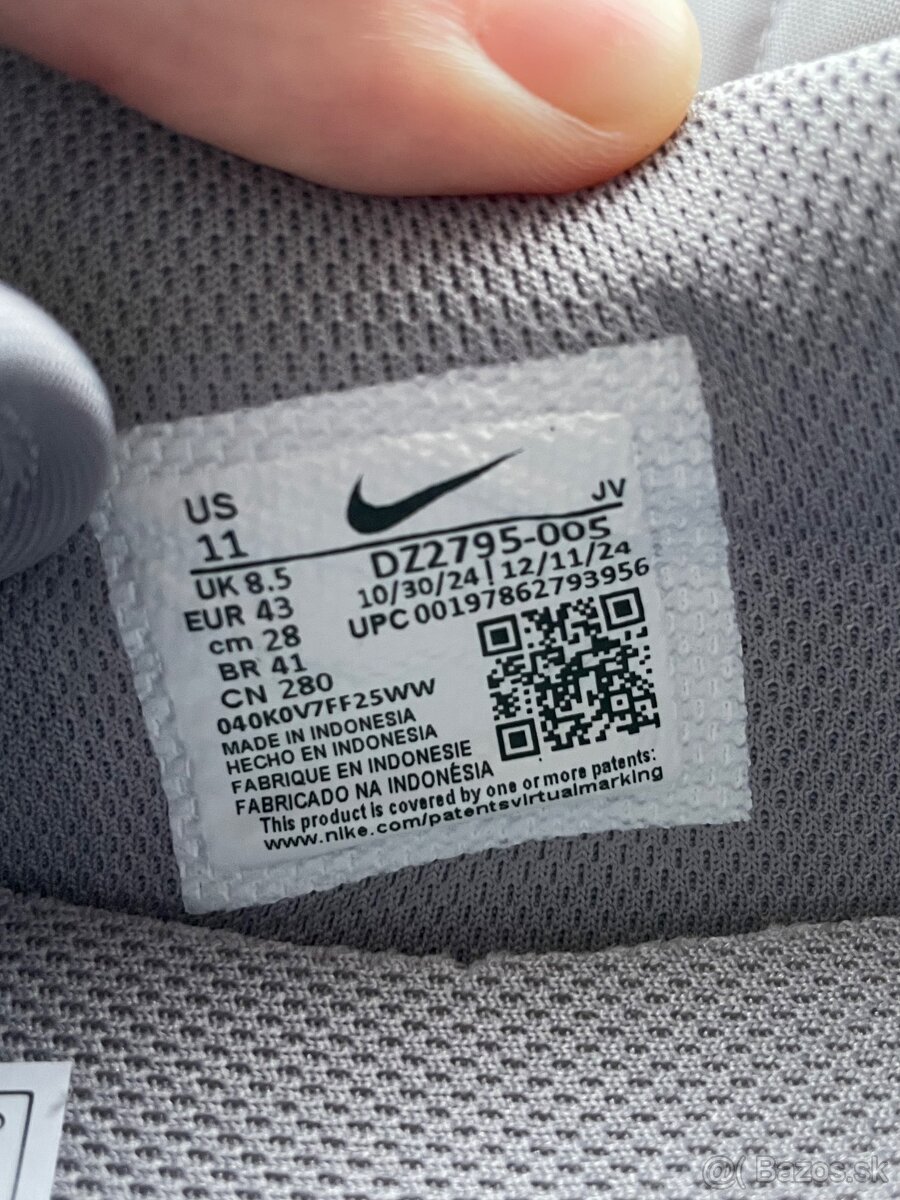 US
11
JV
DZ2795-005
UK 8.5
10/30/24 | 12/11/24
EUR 43
UPC 00197862793956
cm 28
BR 41
CN 280
040K0V7FF25WW
MADE IN INDONESIA
HECHO EN INDONESIA
FABRIQUE EN INDONESIE
FABRICADO NA INDONÉSIA
This product is covered by one or more patents:
www.nike.com/patentsvirtualmarking
@( Bazos.sk